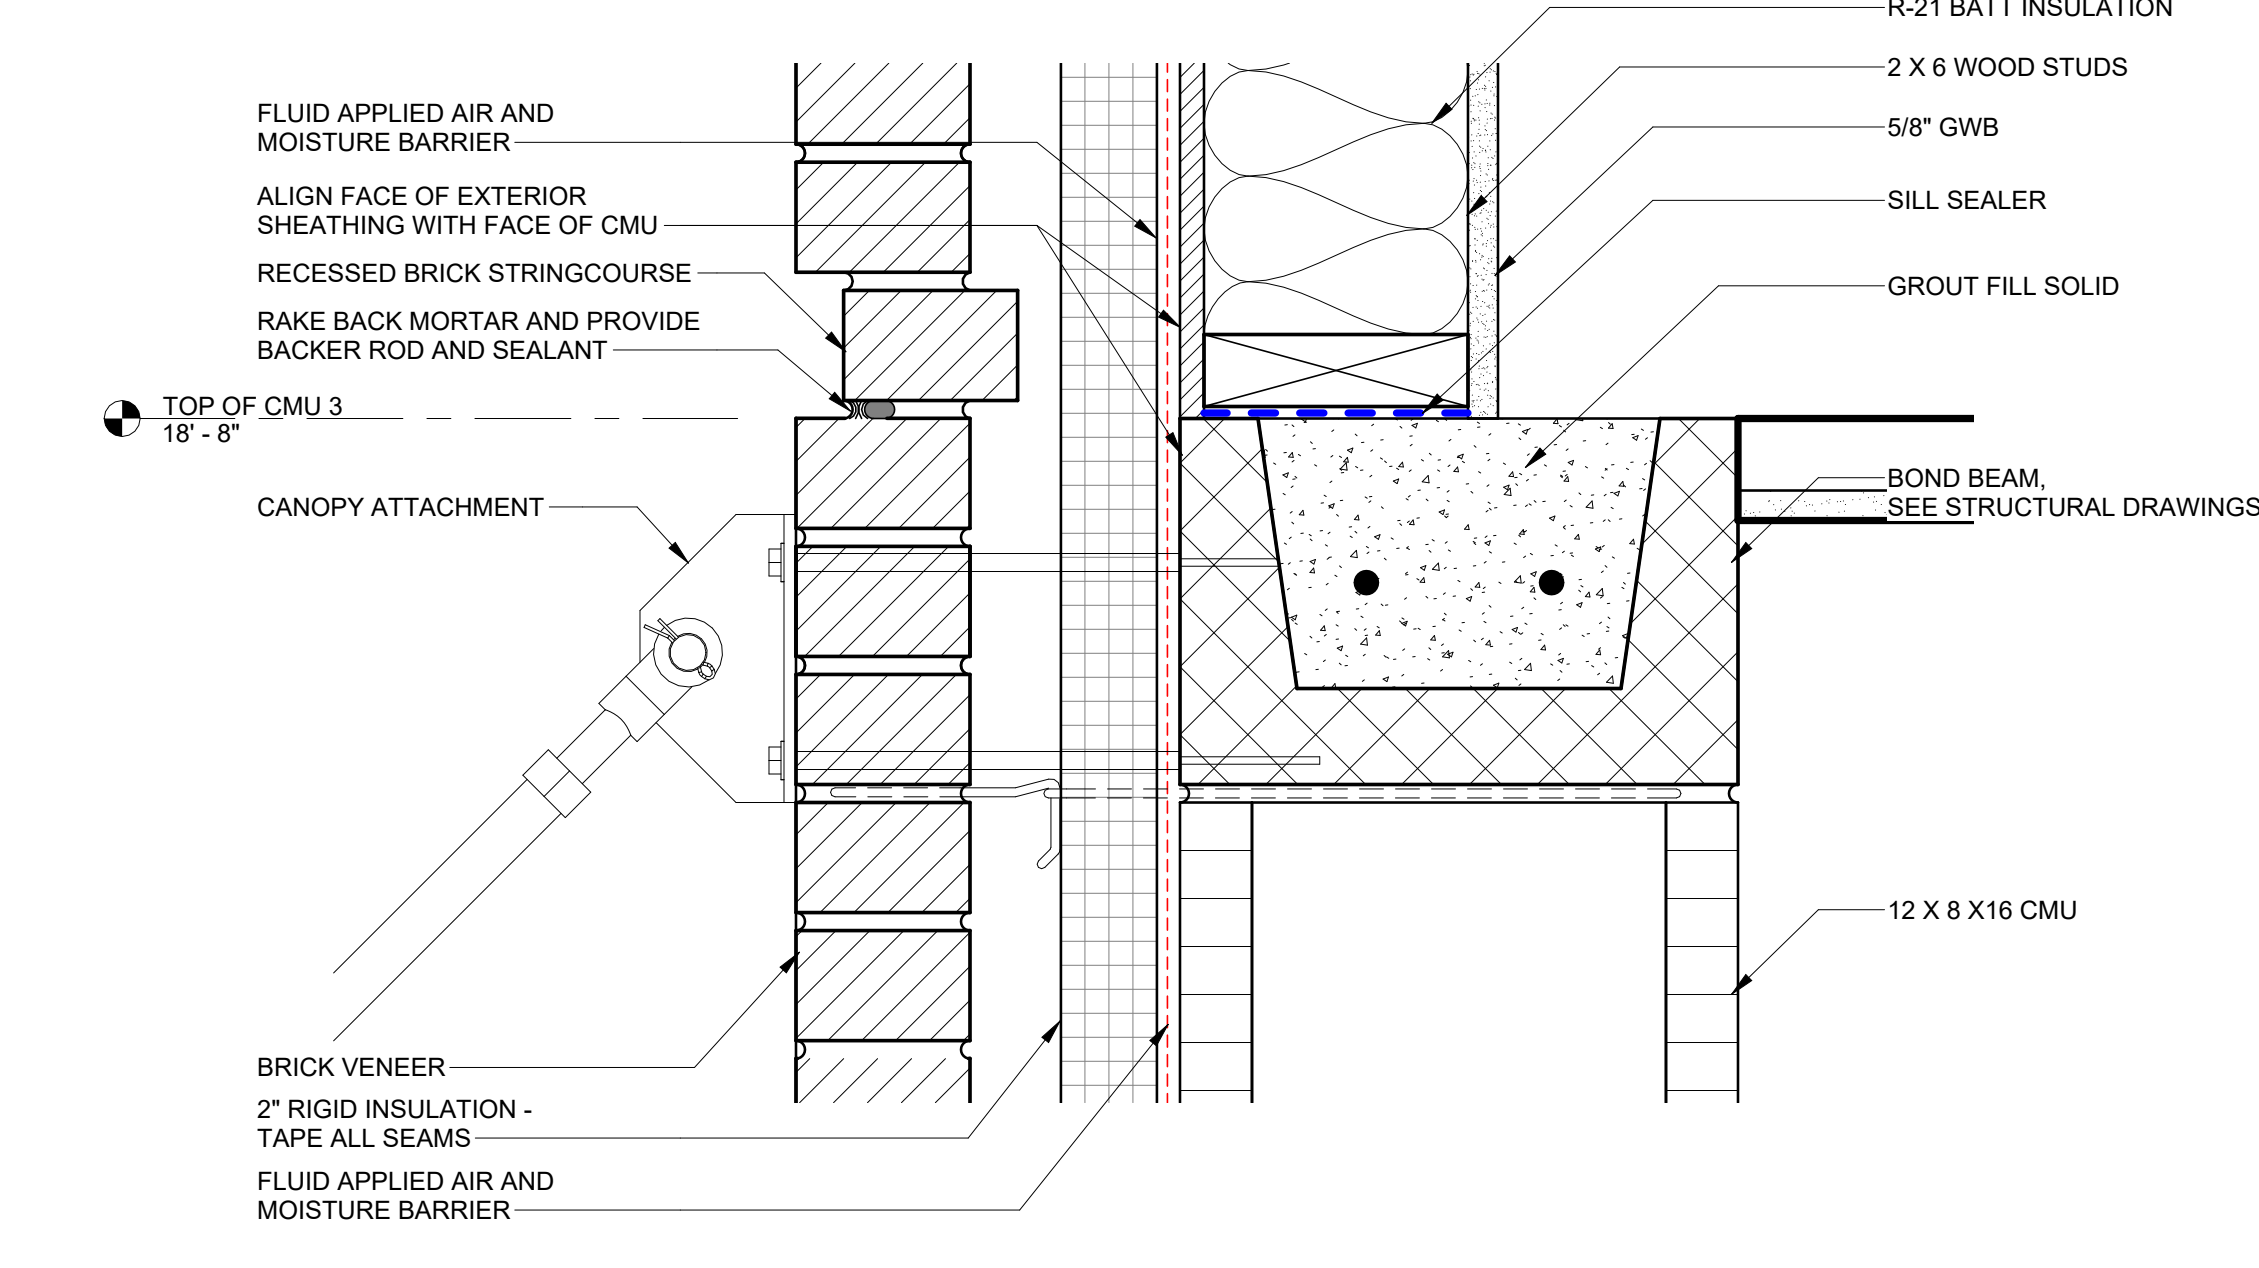 FLUID APPLIED AIR AND
MOISTURE BARRIER
ALIGN FACE OF EXTERIOR
SHEATHING WITH FACE OF CMU
RECESSED BRICK STRINGCOURSE
RAKE BACK MORTAR AND PROVIDE
BACKER ROD AND SEALANT
TOP OF CMU 3
18' - 8"
CANOPY ATTACHMENT
BRICK VENEER
2" RIGID INSULATION -
TAPE ALL SEAMS
FLUID APPLIED AIR AND
MOISTURE BARRIER
R-21 BATT INSULATION
2 X 6 WOOD STUDS
5/8" GWB
SILL SEALER
GROUT FILL SOLID
BOND BEAM,
SEE STRUCTURAL DRAWINGS
12 X 8 X16 CMU